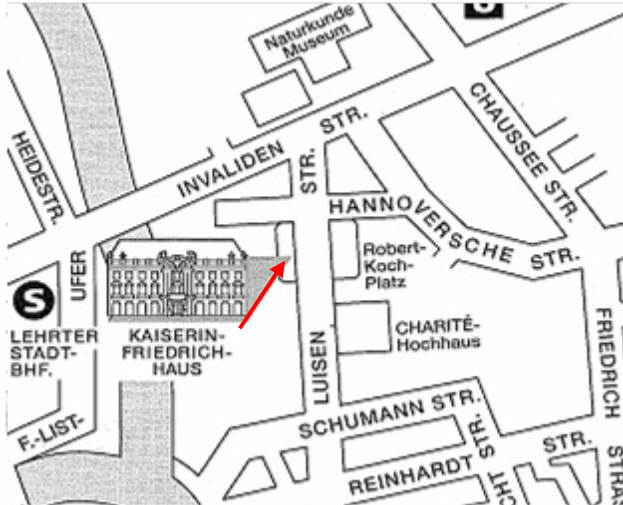 U
Naturkunde
Museum
CHAUSSEE STR.
HEIDESTR.
INVALIDEN STR.
STR.
HANNOVERSCHE STR.
Robert-
Koch-
Platz
UFER
S
LEHRTER
STADT-
BHF.
KAISERIN-
FRIEDRICH-
HAUS
CHARITÉ-
Hochhaus
LUISEN
FRIEDRICH
F.-LIST-
SCHUMANN STR.
STR.
REINHARDT
STR.